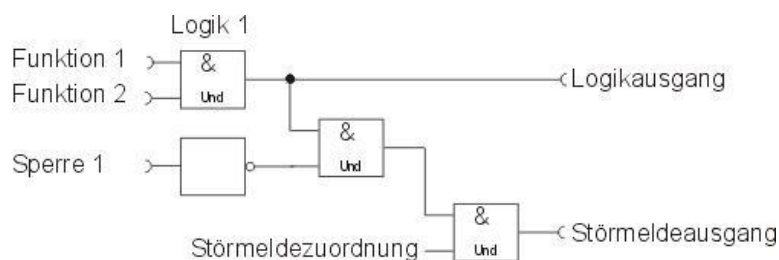 Logik 1
Funktion 1
&
Und
Logikausgang
Funktion 2
&
Und
Sperre 1
&
Und
Störmeldeausgang
Störmeldezuordnung